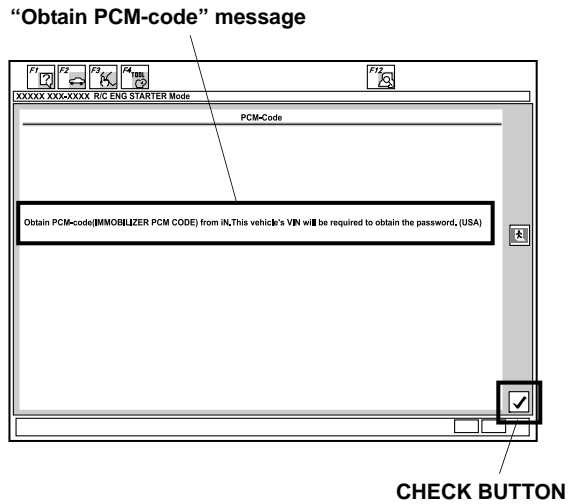 “Obtain PCM-code” message
F1 F2 F3 F4 TOOL F12
XXXXX XXX-XXXX R/C ENG STARTER Mode
PCM-Code
Obtain PCM-code(IMMOBILIZER PCM CODE) from iN.This vehicle's VIN will be required to obtain the password. (USA)
CHECK BUTTON